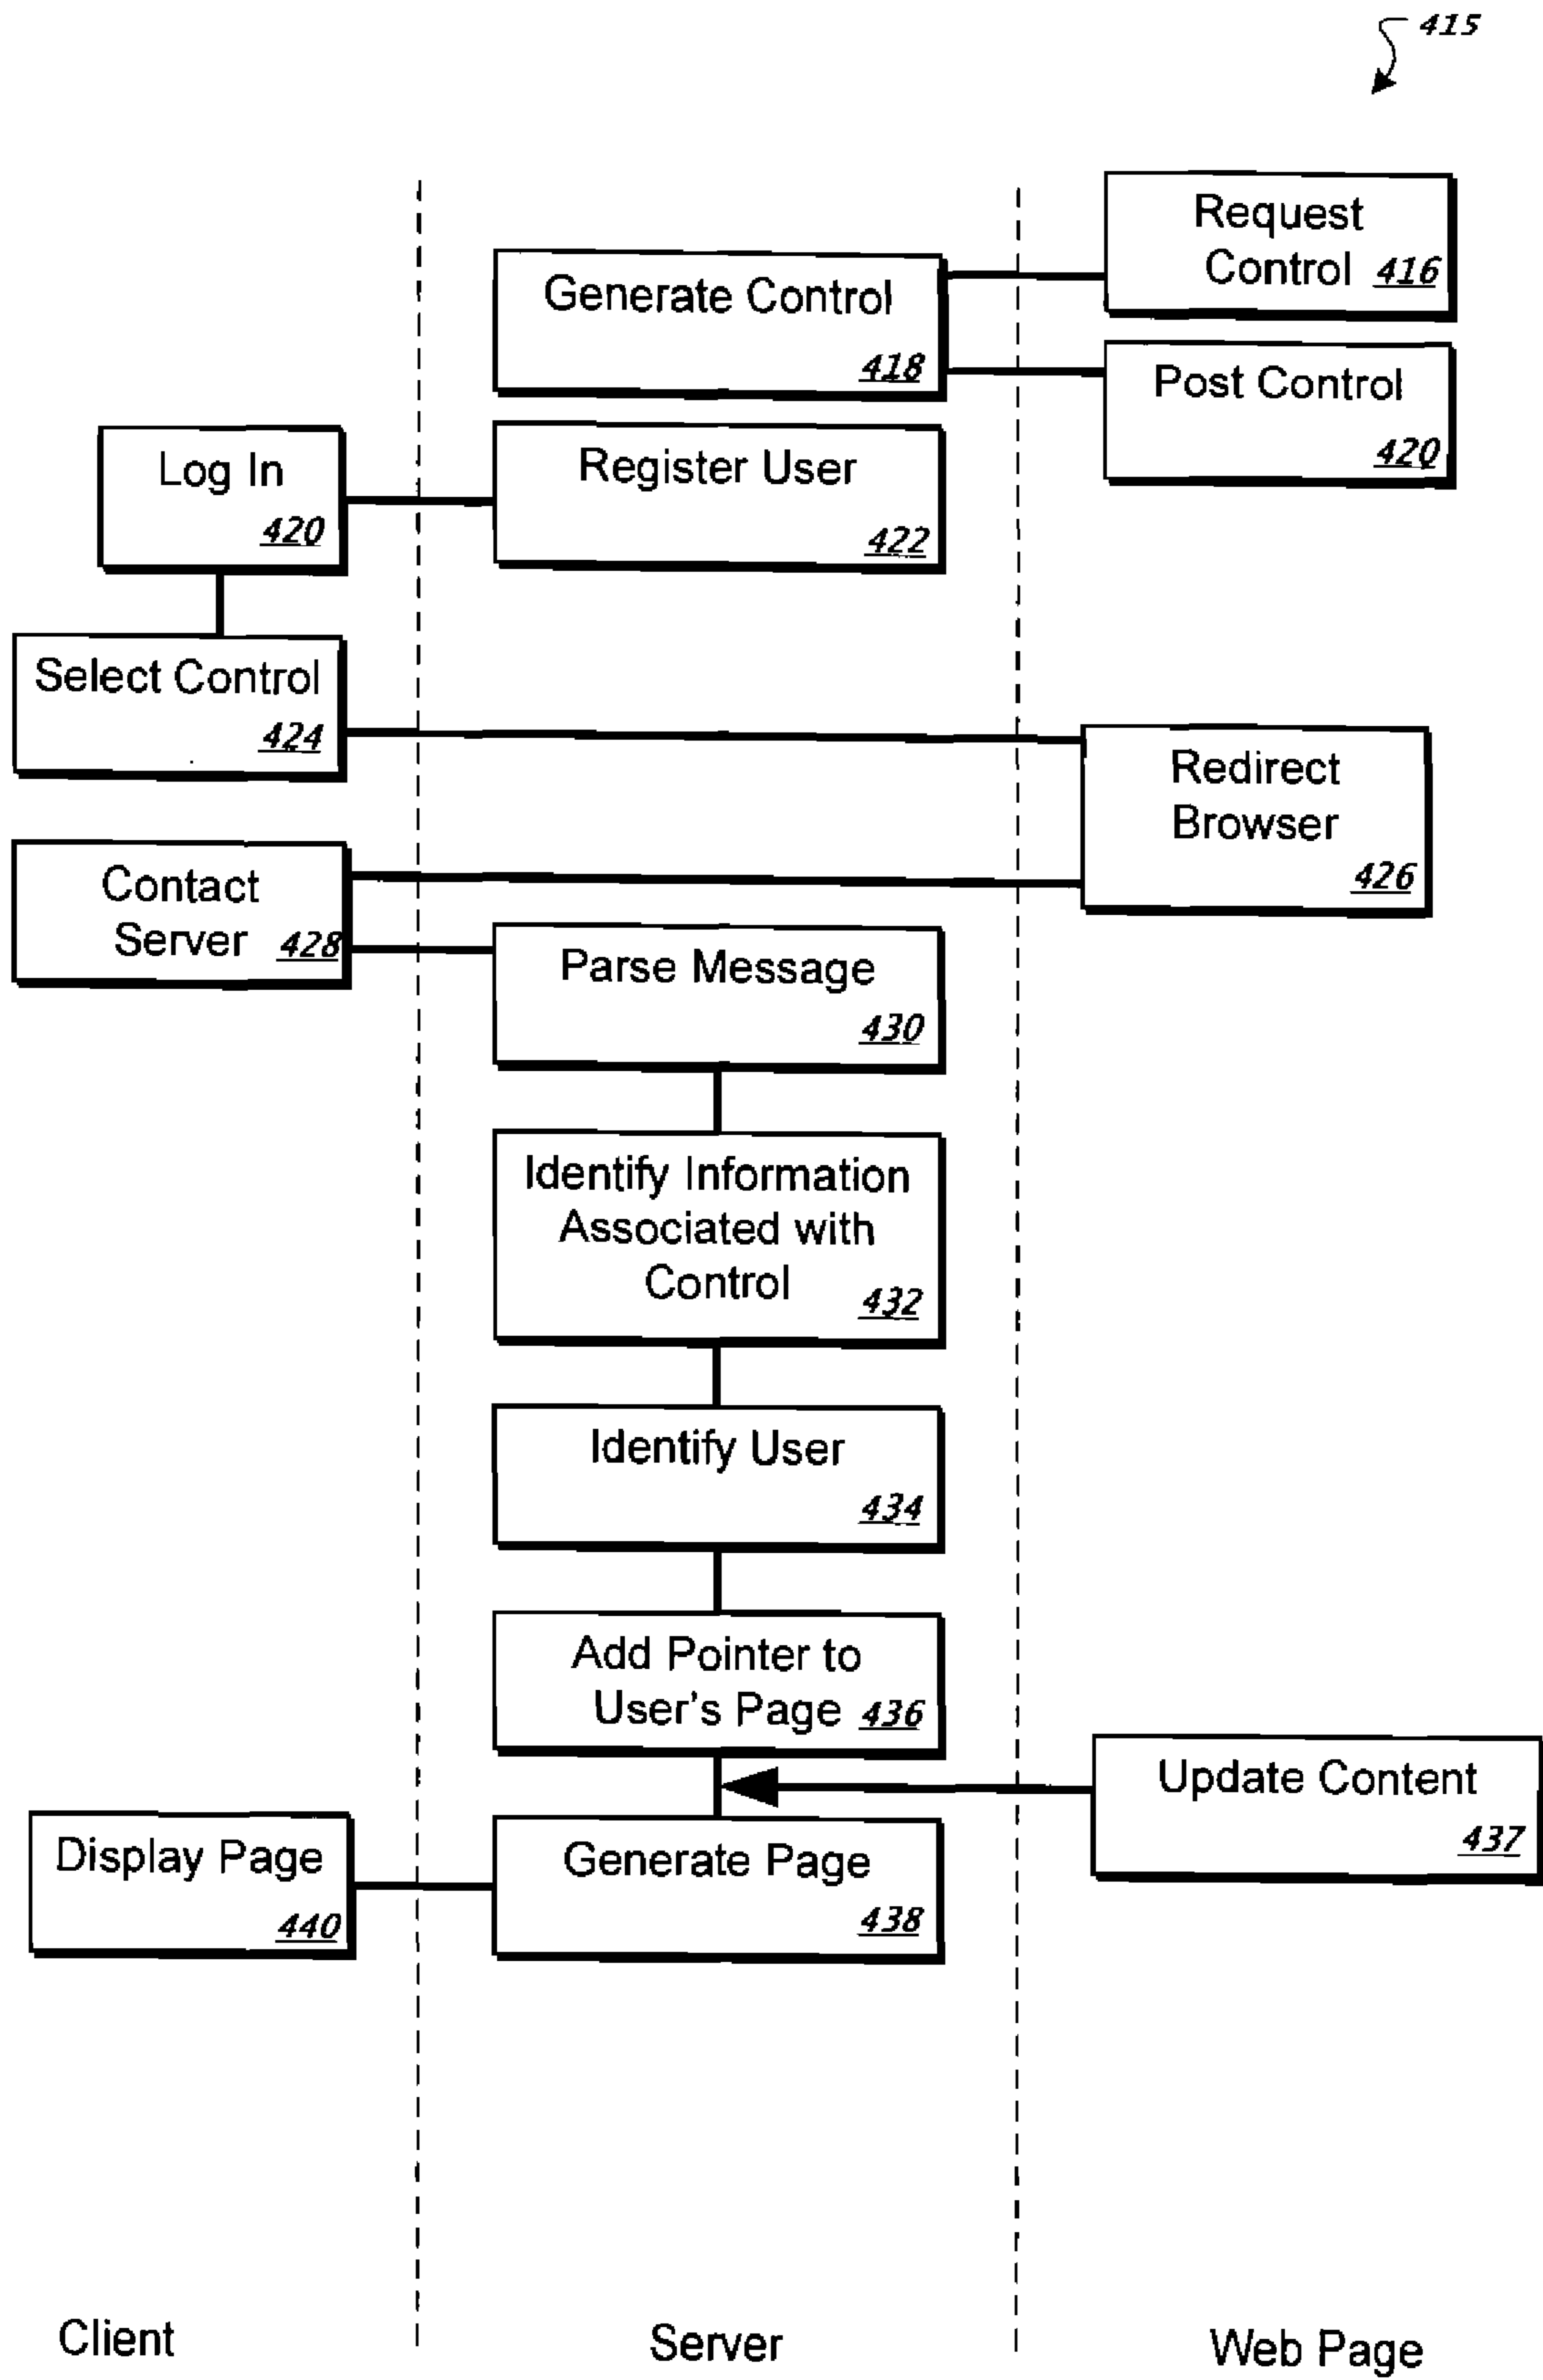 415
Request
Control 416
Generate Control
418
Post Control
420
Log In
420
Register User
422
Select Control
424
Redirect
Browser
426
Contact
Server 428
Parse Message
430
Identify Information
Associated with
Control 432
Identify User
434
Add Pointer to
User's Page 436
Update Content
437
Display Page
440
Generate Page
438
Client
Server
Web Page